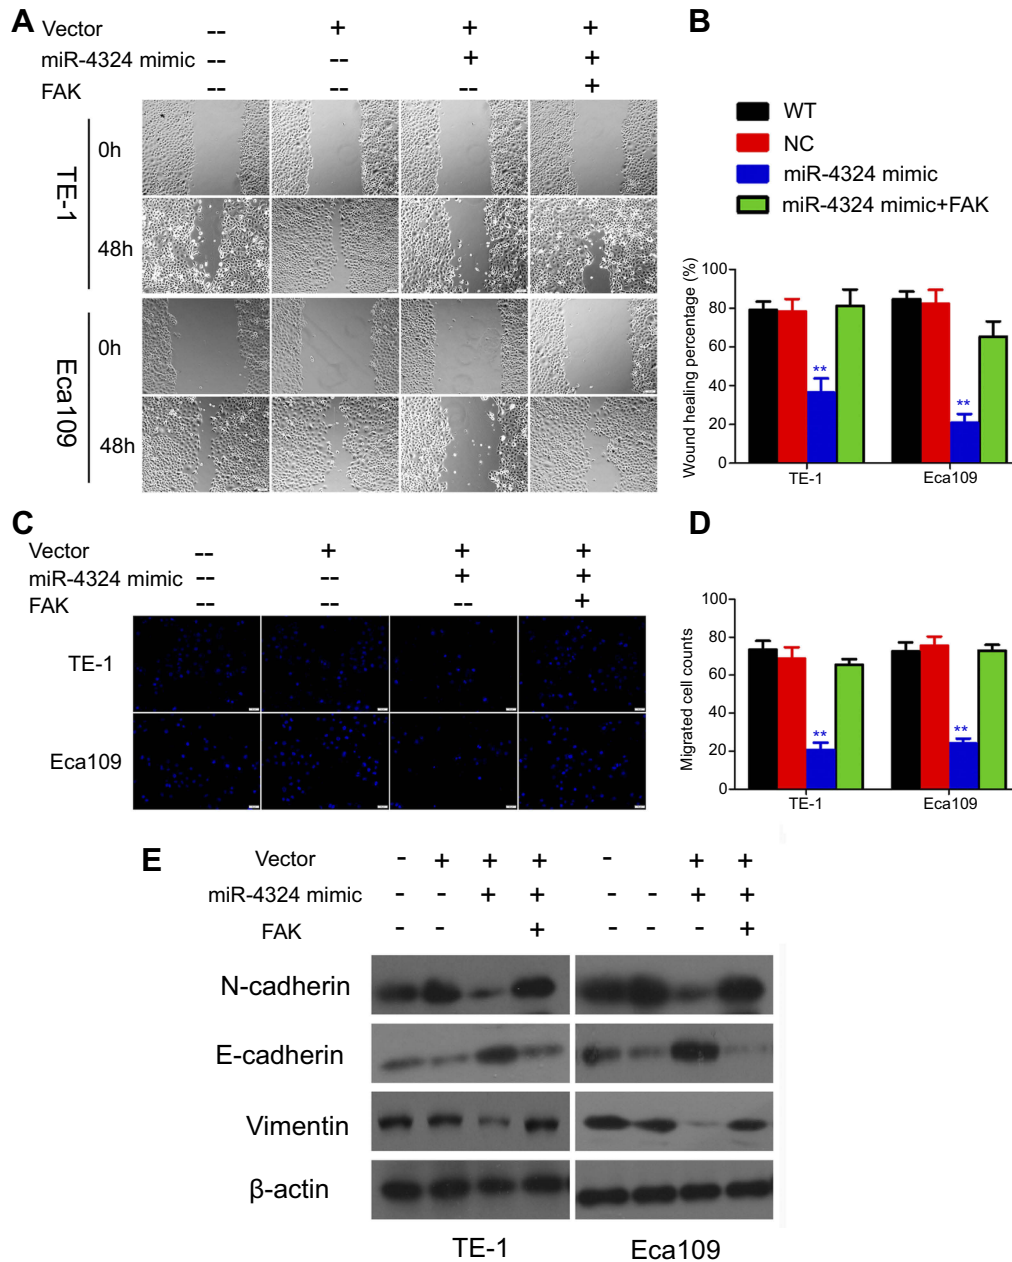 A
Vector -- + + +
miR-4324 mimic -- -- + +
FAK -- -- -- +
TE-1
0h
48h
Eca109
0h
48h
B
WT
NC
miR-4324 mimic
miR-4324 mimic+FAK
Wound healing percentage (%)
100
80
60
40
20
0
**
**
TE-1 Eca109
C
Vector -- + + +
miR-4324 mimic -- -- + +
FAK -- -- -- +
TE-1
Eca109
D
Migrated cell counts
100
80
60
40
20
0
**
**
TE-1 Eca109
E
Vector - + + + - + +
miR-4324 mimic - - + + - - + +
FAK - - + - - - +
N-cadherin
E-cadherin
Vimentin
β-actin
TE-1 Eca109